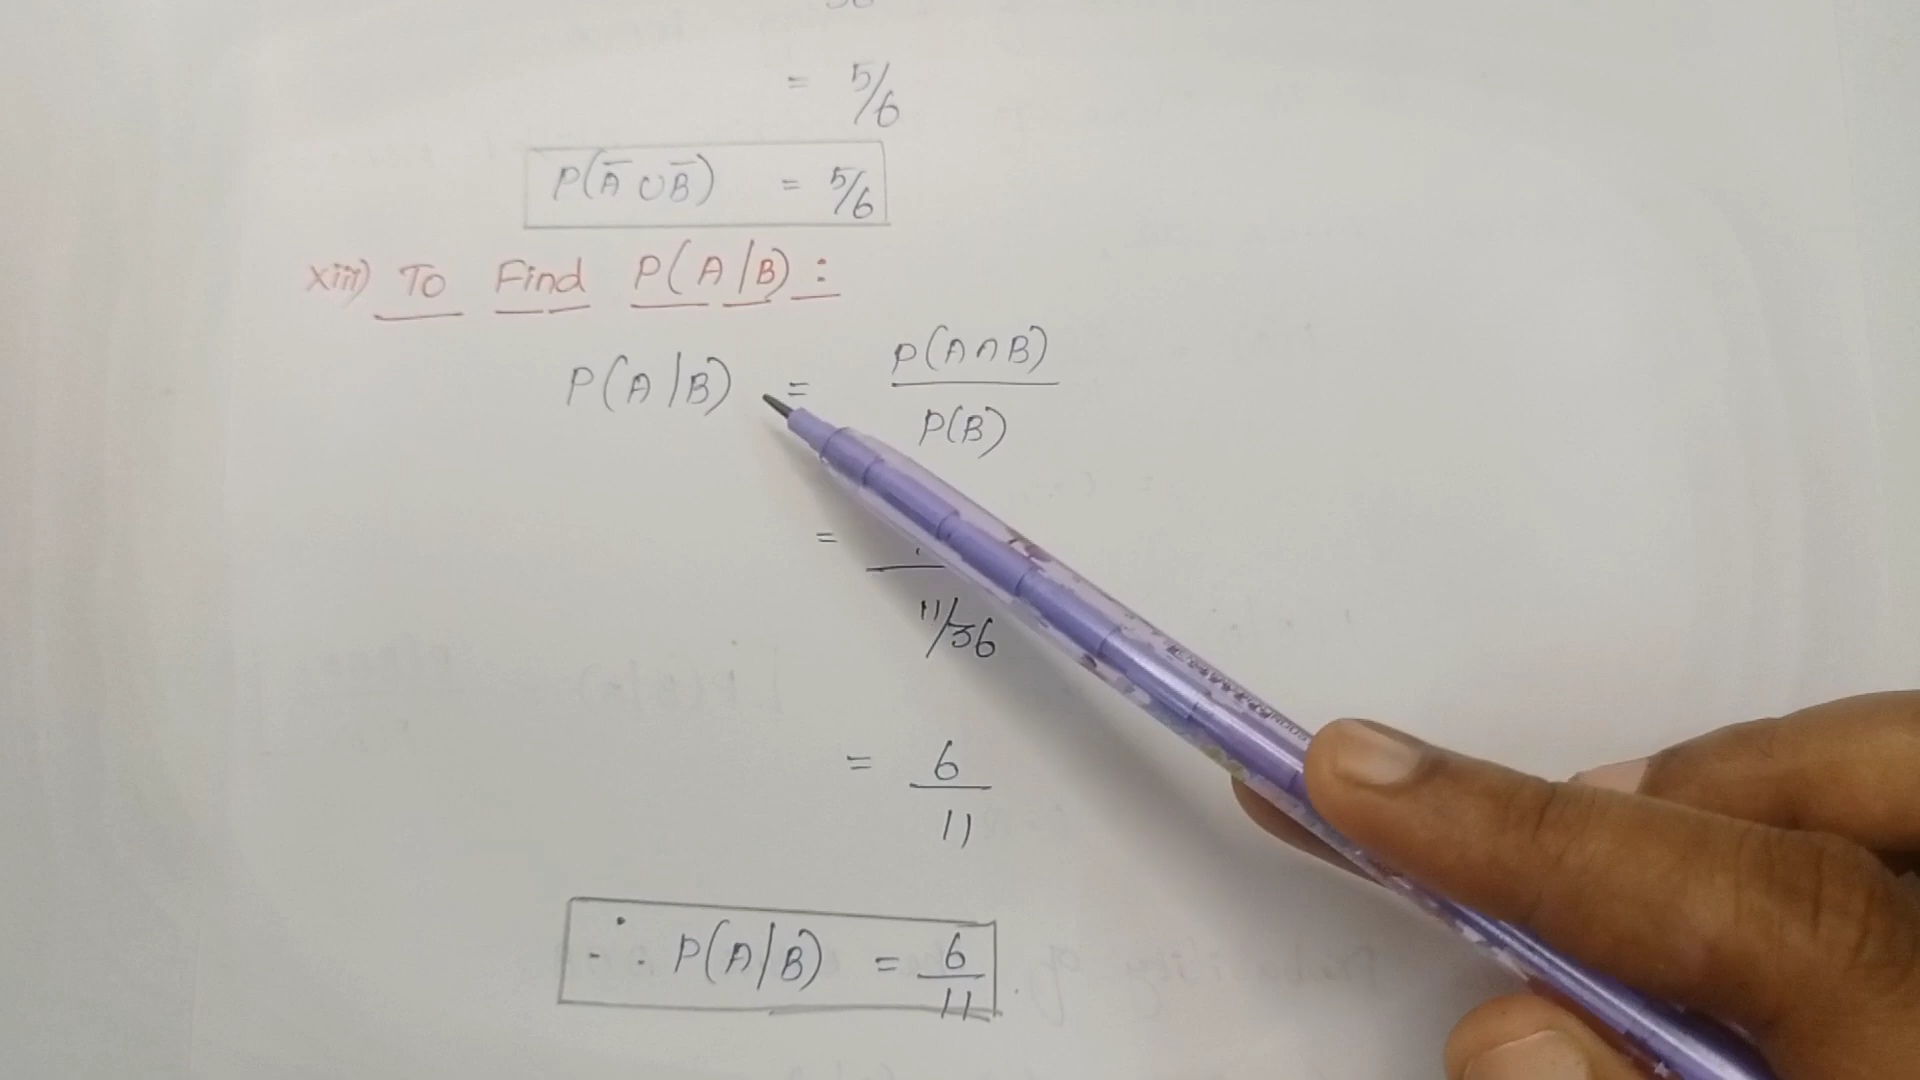 = 5/6
P(A̅ ∪ B̅) = 5/6
xiii) To Find P(A/B) :
P(A/B) = P(A∩B)
P(B)
=
11/36
= 6
11
∴ P(A/B) = 6
11